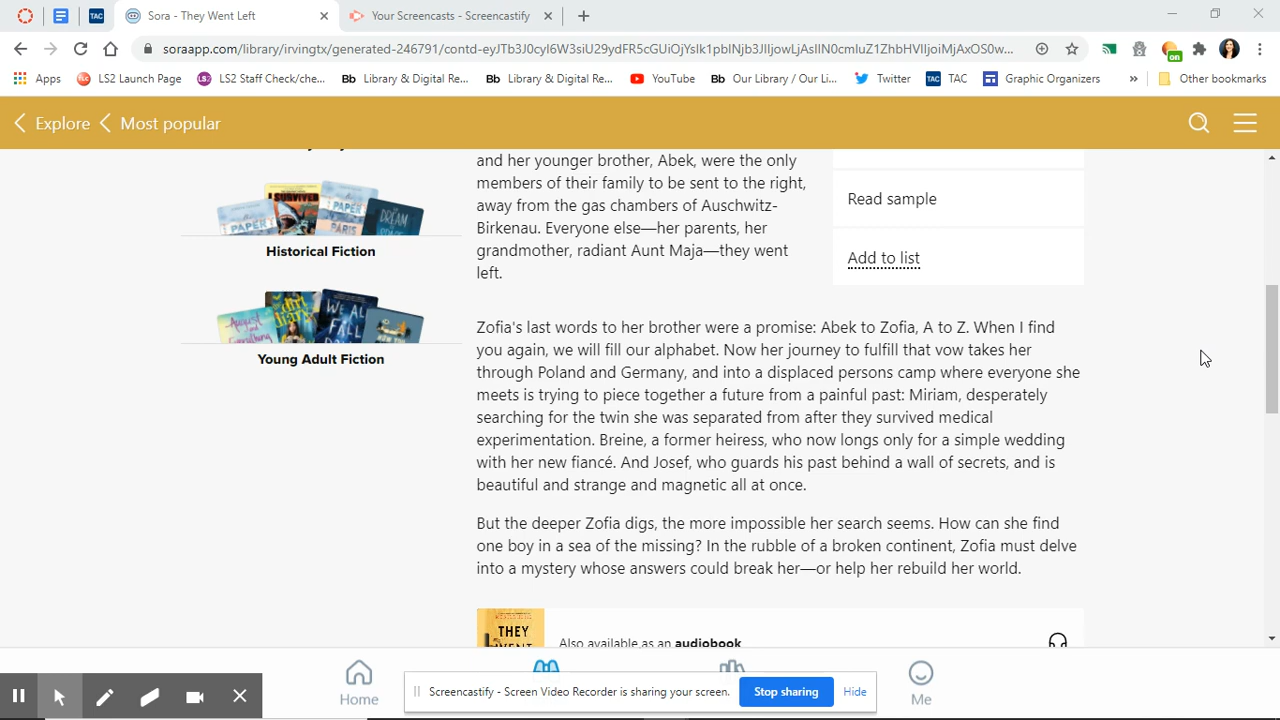 Sora - They Went Left
Your Screencasts - Screencastify
soraapp.com/library/irvingtx/generated-246791/contd-eyJTb3J0cyI6W3siU29ydFR5cGUiOjYsIk1pblNjb3JlIjowLjAsIlN0cmluZ1ZhbHVlIjoiMjAxOS0w...
on
Apps
LS2 Launch Page
LS2 Staff Check/che...
Bb Library & Digital Re...
Bb Library & Digital Re...
YouTube
Bb Our Library / Our Li...
Twitter
TAC TAC
Graphic Organizers
»
Other bookmarks
Explore
Most popular
and her younger brother, Abek, were the only
members of their family to be sent to the right,
away from the gas chambers of Auschwitz-
Birkenau. Everyone else—her parents, her
grandmother, radiant Aunt Maja—they went
left.
Read sample
Add to list
Historical Fiction
Young Adult Fiction
Zofia's last words to her brother were a promise: Abek to Zofia, A to Z. When I find
you again, we will fill our alphabet. Now her journey to fulfill that vow takes her
through Poland and Germany, and into a displaced persons camp where everyone she
meets is trying to piece together a future from a painful past: Miriam, desperately
searching for the twin she was separated from after they survived medical
experimentation. Breine, a former heiress, who now longs only for a simple wedding
with her new fiancé. And Josef, who guards his past behind a wall of secrets, and is
beautiful and strange and magnetic all at once.
But the deeper Zofia digs, the more impossible her search seems. How can she find
one boy in a sea of the missing? In the rubble of a broken continent, Zofia must delve
into a mystery whose answers could break her—or help her rebuild her world.
THEY
WENT
Also available as an audiobook
Home
Screencastify - Screen Video Recorder is sharing your screen.
Stop sharing
Hide
Me